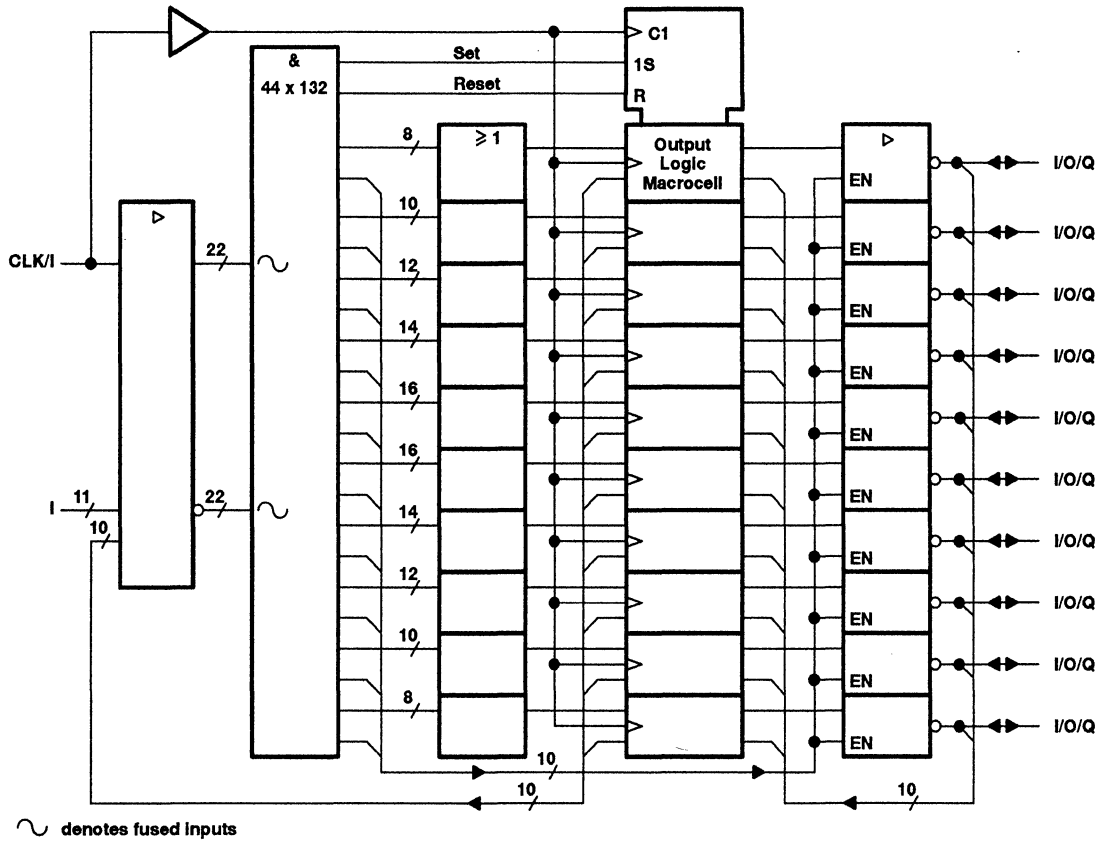 C1
&
Set
1S
44 x 132
Reset
R
8
≥ 1
Output
Logic
Macrocell
EN
I/O/Q
10
EN
I/O/Q
CLK/I
22
12
EN
I/O/Q
14
EN
I/O/Q
16
EN
I/O/Q
16
EN
I/O/Q
I
11
22
14
10
EN
I/O/Q
12
EN
I/O/Q
10
EN
I/O/Q
8
EN
I/O/Q
10
10
10
denotes fused inputs